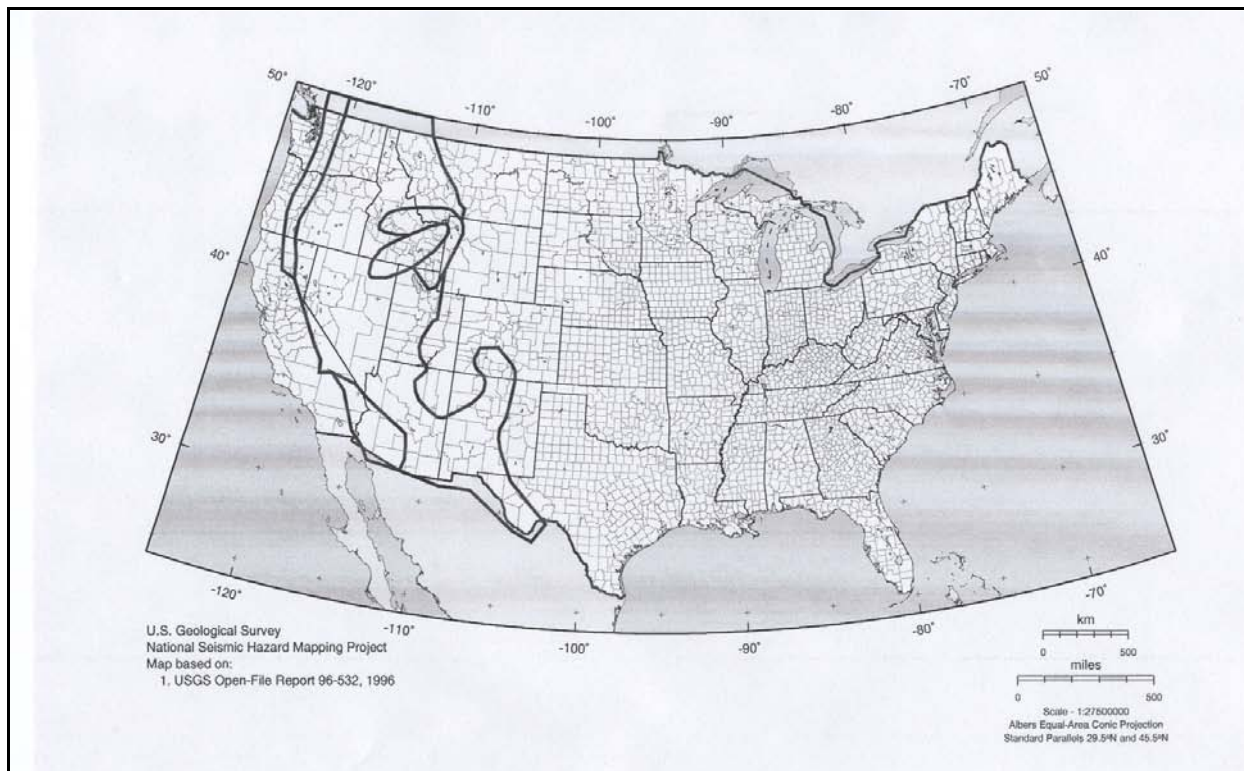 50°
-120°
-110°
-100°
-90°
-80°
-70°
50°
40°
40°
30°
30°
-120°
-110°
-100°
-90°
-80°
-70°
U.S. Geological Survey
National Seismic Hazard Mapping Project
Map based on:
1. USGS Open-File Report 96-532, 1996
km
0 500
miles
0 500
Scale - 1:27500000
Albers Equal-Area Conic Projection
Standard Parallels 29.5ºN and 45.5ºN